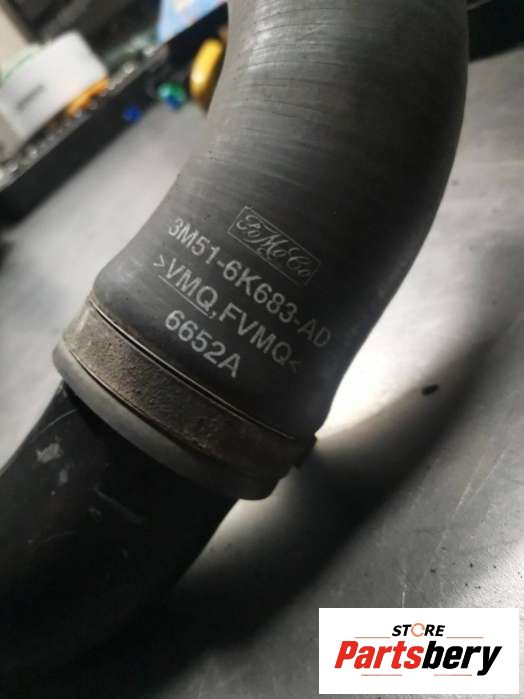 FoMoCo
3M51-6K683-AD
>VMQ,FVMQ<
6652A
STORE
Partsbery